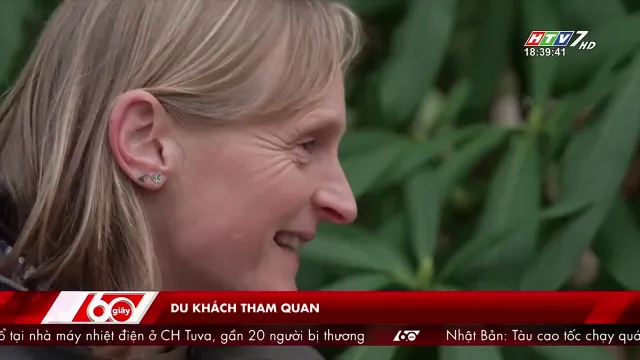 HTV7 HD
18:39:41
60 giây
DU KHÁCH THAM QUAN
ổ tại nhà máy nhiệt điện ở CH Tuva, gần 20 người bị thương 60 Nhật Bản: Tàu cao tốc chạy quá